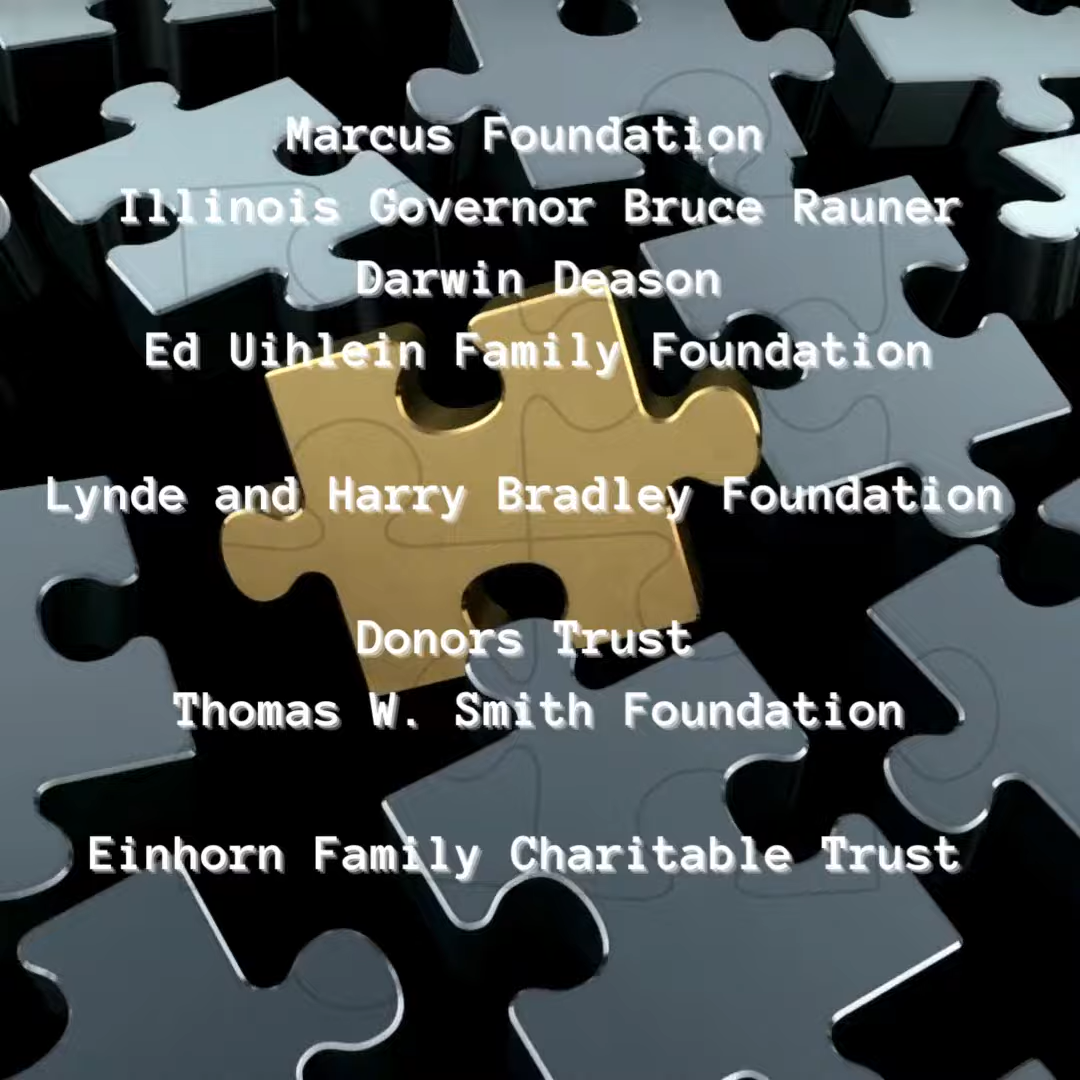 Marcus Foundation
Illinois Governor Bruce Rauner
Darwin Deason
Ed Uihlein Family Foundation
Lynde and Harry Bradley Foundation
Donors Trust
Thomas W. Smith Foundation
Einhorn Family Charitable Trust